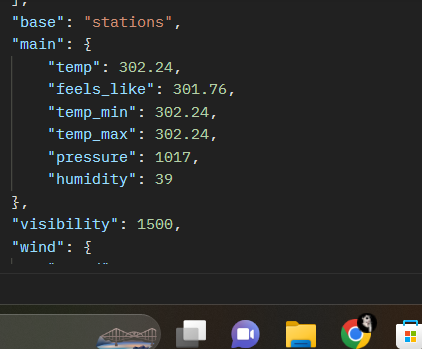 "base": "stations",
"main": {
"temp": 302.24,
"feels_like": 301.76,
"temp_min": 302.24,
"temp_max": 302.24,
"pressure": 1017,
"humidity": 39
},
"visibility": 1500,
"wind": {